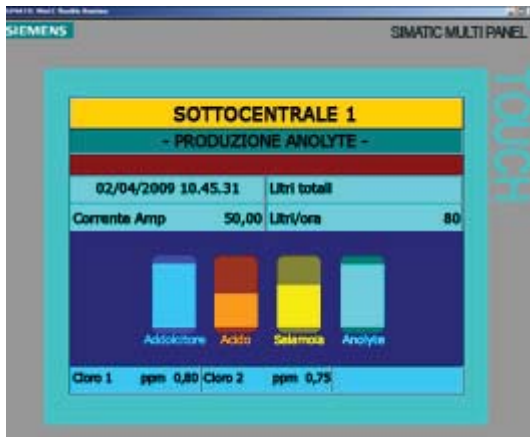 SIEMENS
SIMATIC MULTI PANEL
TOUCH
SOTTOCENTRALE 1
- PRODUZIONE ANOLYTE -
02/04/2009 10.45.31 Litri totali
Corrente Amp 50,00 Litri/ora 80
Addolcitore Acido Salamoia Anolyte
Cloro 1 ppm 0,80 Cloro 2 ppm 0,75